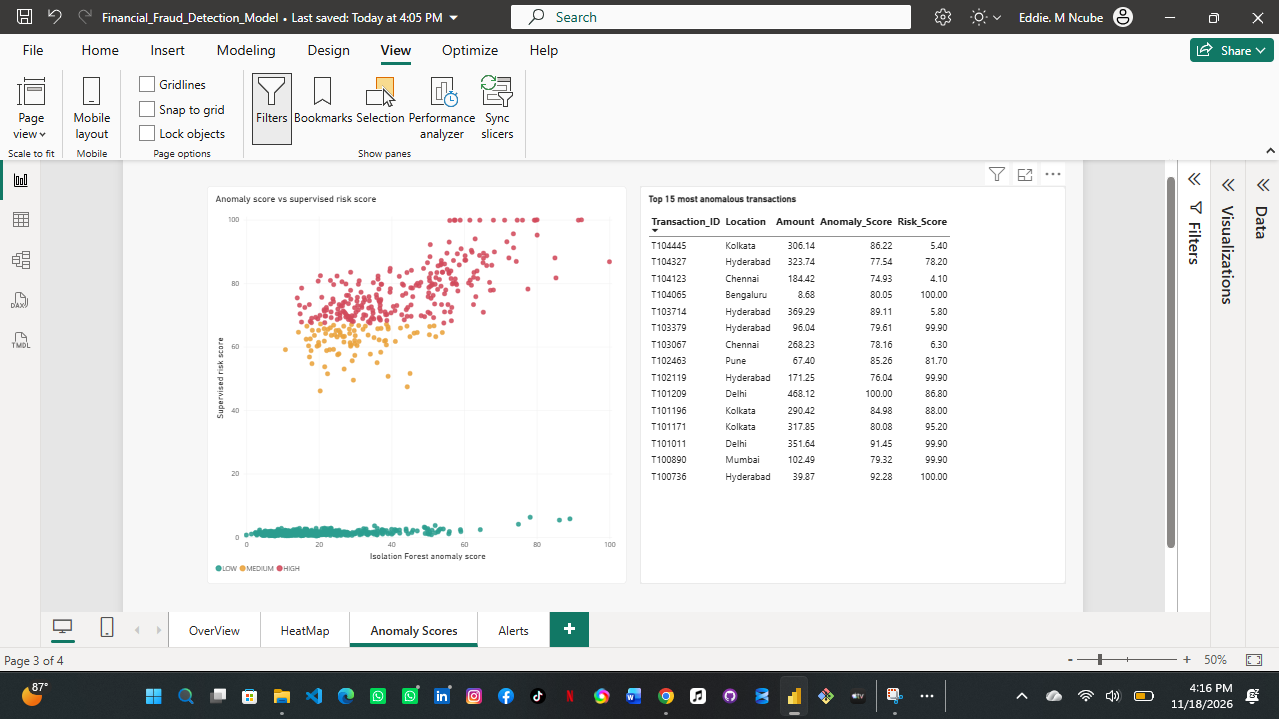 Financial_Fraud_Detection_Model • Last saved: Today at 4:05 PM
Search
Eddie. M Ncube
File Home Insert Modeling Design View Optimize Help
Share
Page view
Mobile layout
Gridlines
Snap to grid
Lock objects
Filters
Bookmarks
Selection
Performance analyzer
Sync slicers
Scale to fit
Mobile
Page options
Show panes
DAX
TMDL
Anomaly score vs supervised risk score
Supervised risk score
100
80
60
40
20
0
0 20 40 60 80 100
Isolation Forest anomaly score
LOW MEDIUM HIGH
Top 15 most anomalous transactions
Transaction_ID Location Amount Anomaly_Score Risk_Score
T104445 Kolkata 306.14 86.22 5.40
T104327 Hyderabad 323.74 77.54 78.20
T104123 Chennai 184.42 74.93 4.10
T104065 Bengaluru 8.68 80.05 100.00
T103714 Hyderabad 369.29 89.11 5.80
T103379 Hyderabad 96.04 79.61 99.90
T103067 Chennai 268.23 78.16 6.30
T102463 Pune 67.40 85.26 81.70
T102119 Hyderabad 171.25 76.04 99.90
T101209 Delhi 468.12 100.00 86.80
T101196 Kolkata 290.42 84.98 88.00
T101171 Kolkata 317.85 80.08 95.20
T101011 Delhi 351.64 91.45 99.90
T100890 Mumbai 102.49 79.32 99.90
T100736 Hyderabad 39.87 92.28 100.00
Filters
Visualizations
Data
OverView
HeatMap
Anomaly Scores
Alerts
Page 3 of 4
50%
87°
4:16 PM
11/18/2026